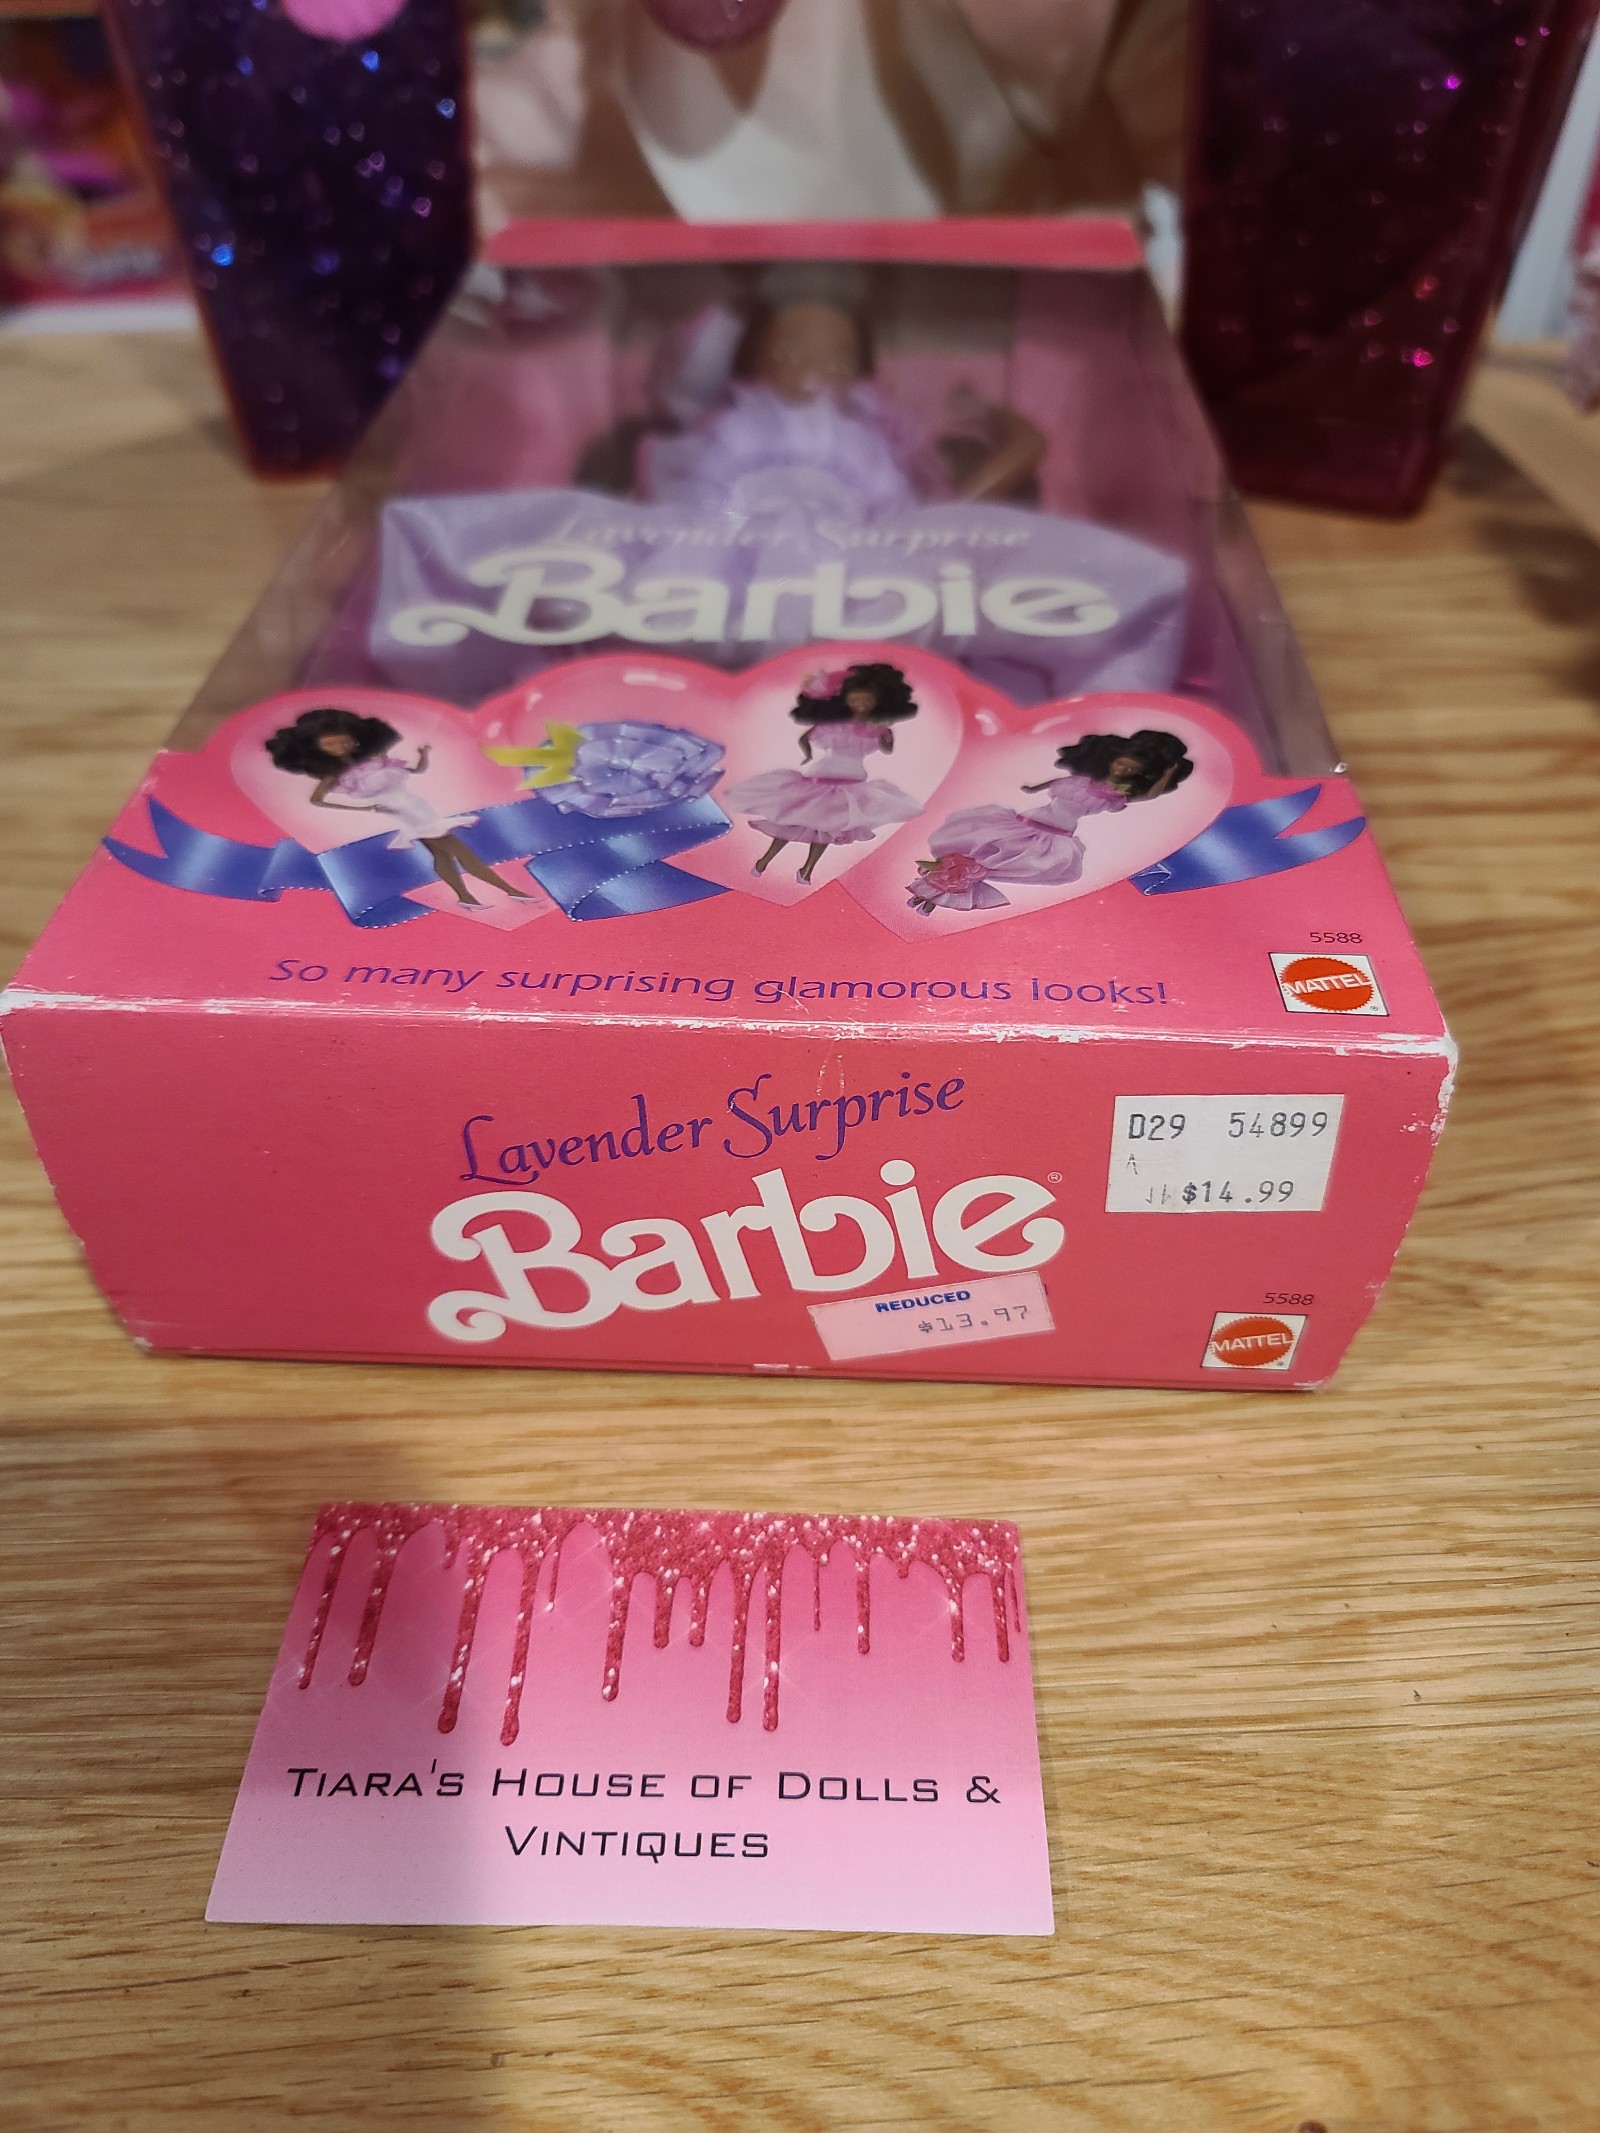 Lavender Surprise
Barbie
So many surprising glamorous looks!
5588
MATTEL
®
Lavender Surprise
Barbie®
D29 54899
$14.99
REDUCED
$13.97
5588
MATTEL
®
TIARA'S HOUSE OF DOLLS &
VINTIQUES